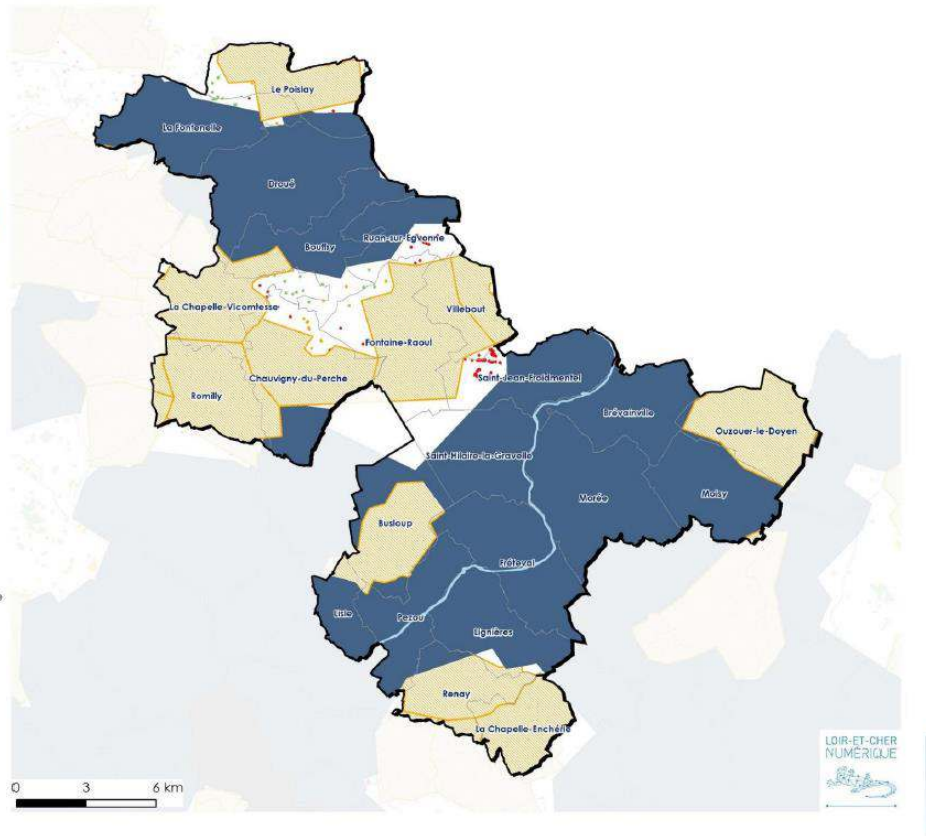 Le Poislay
La Fontenelle
Droué
Ruan-sur-Egvonne
Bouffry
La Chapelle-Vicomtesse
Villebout
Fontaine-Raoul
Chauvigny-du-Perche
Saint-Jean-Froidmentel
Romilly
Brévainville
Ouzouer-le-Doyen
Saint-Hilaire-la-Gravelle
Moisy
Morée
Busloup
Fréteval
Lisle
Pezou
Lignières
Renay
La Chapelle-Enchérie
LOIR-ET-CHER
NUMÉRIQUE
0 3 6 km